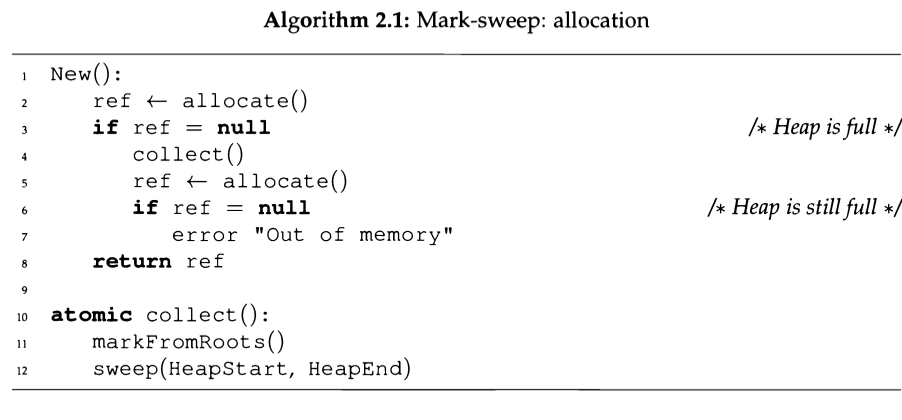 Algorithm 2.1: Mark-sweep: allocation
1 New():
2 ref ← allocate()
3 if ref = null /* Heap is full */
4 collect()
5 ref ← allocate()
6 if ref = null /* Heap is still full */
7 error "Out of memory"
8 return ref
9
10 atomic collect():
11 markFromRoots()
12 sweep(HeapStart, HeapEnd)